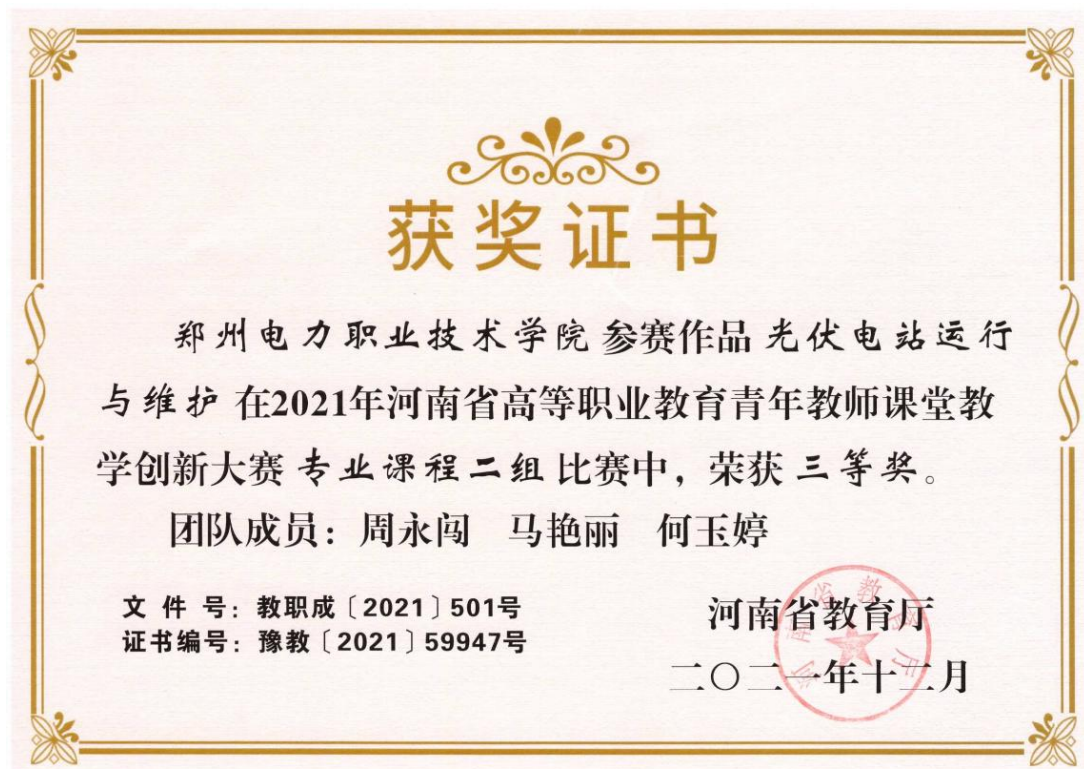 获奖证书
郑州电力职业技术学院 参赛作品 光伏电站运行
与维护 在2021年河南省高等职业教育青年教师课堂教
学创新大赛 专业课程二组 比赛中，荣获 三等奖。
团队成员：周永闯 马艳丽 何玉婷
文件号：教职成〔2021〕501号
证书编号：豫教〔2021〕59947号
河南省教育厅
二〇二一年十二月
河南省教育厅